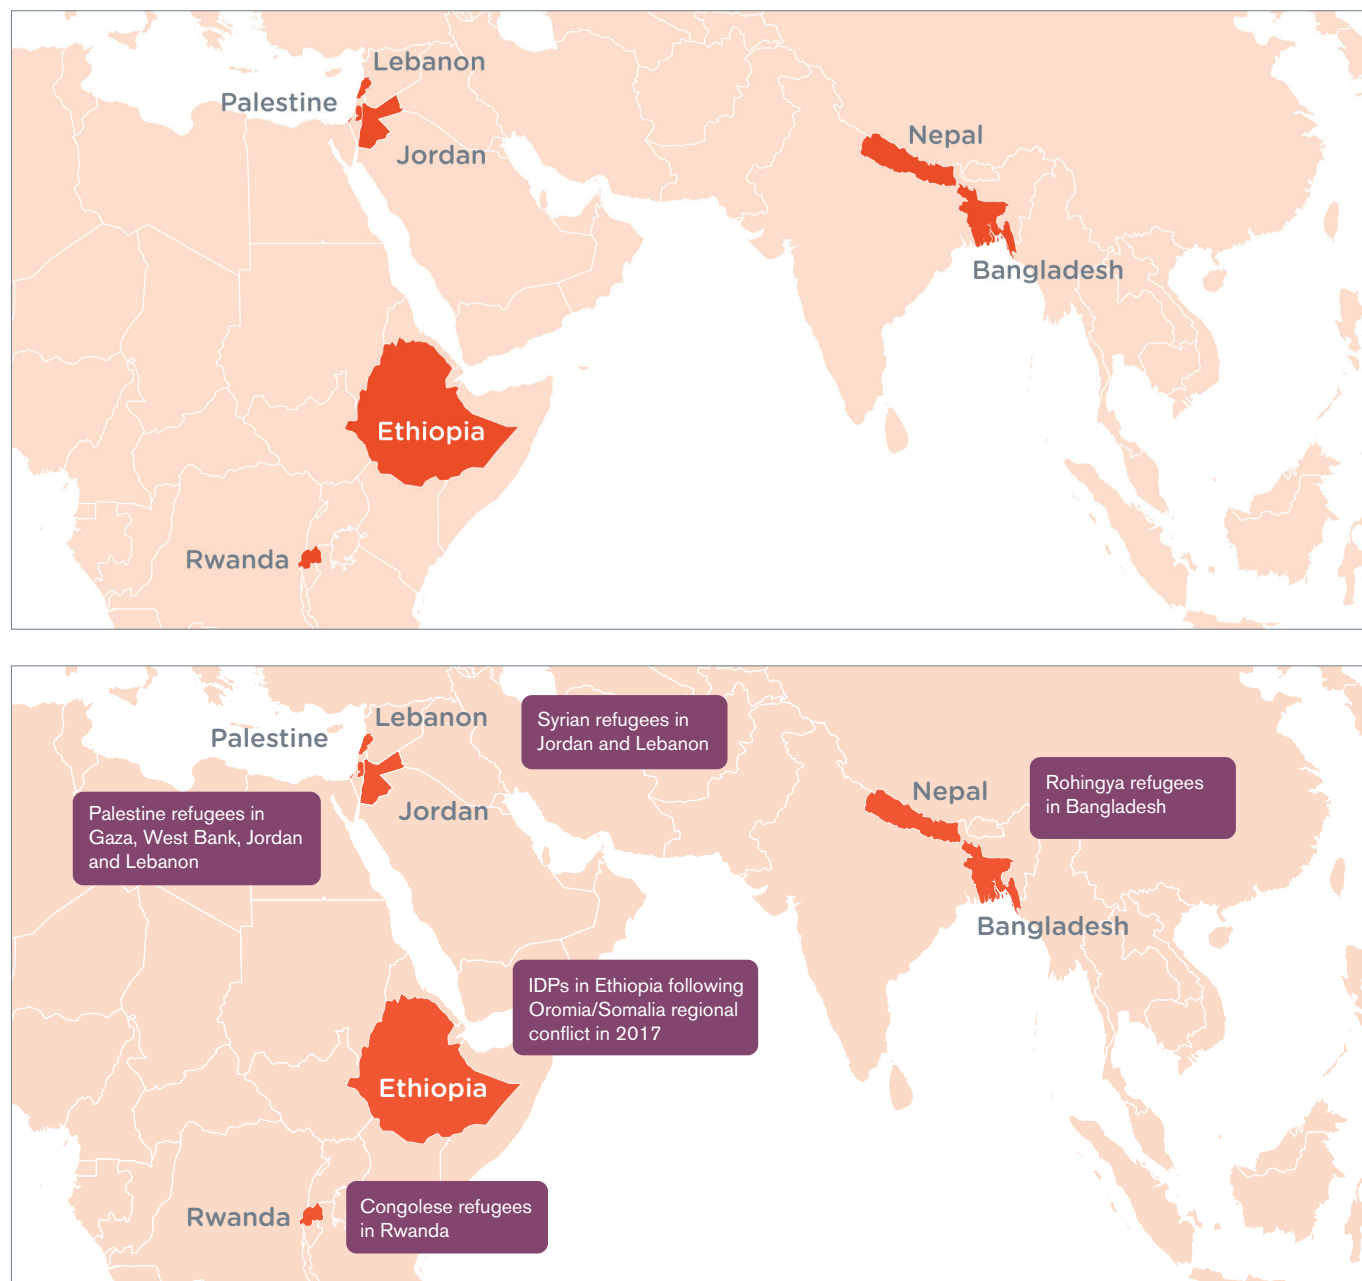 Lebanon
Palestine
Jordan
Nepal
Bangladesh
Ethiopia
Rwanda
Lebanon
Palestine
Jordan
Syrian refugees in
Jordan and Lebanon
Palestine refugees in
Gaza, West Bank, Jordan
and Lebanon
Nepal
Rohingya refugees
in Bangladesh
Bangladesh
IDPs in Ethiopia following
Oromia/Somalia regional
conflict in 2017
Ethiopia
Rwanda
Congolese refugees
in Rwanda